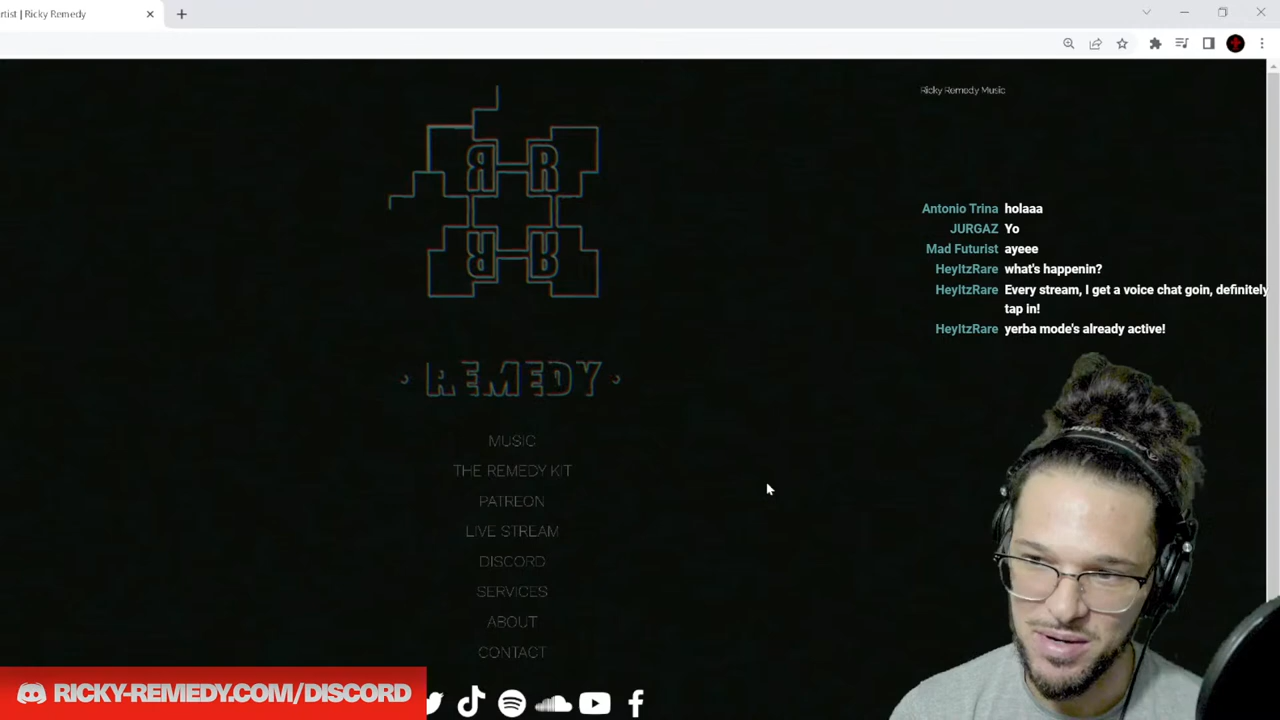 rtist | Ricky Remedy
Ricky Remedy Music
R R
R R
Antonio Trina holaaa
JURGAZ Yo
Mad Futurist ayeee
HeyItzRare what's happenin?
HeyItzRare Every stream, I get a voice chat goin, definitely
tap in!
HeyItzRare yerba mode's already active!
· REMEDY ·
MUSIC
THE REMEDY KIT
PATREON
LIVE STREAM
DISCORD
SERVICES
ABOUT
CONTACT
RICKY-REMEDY.COM/DISCORD